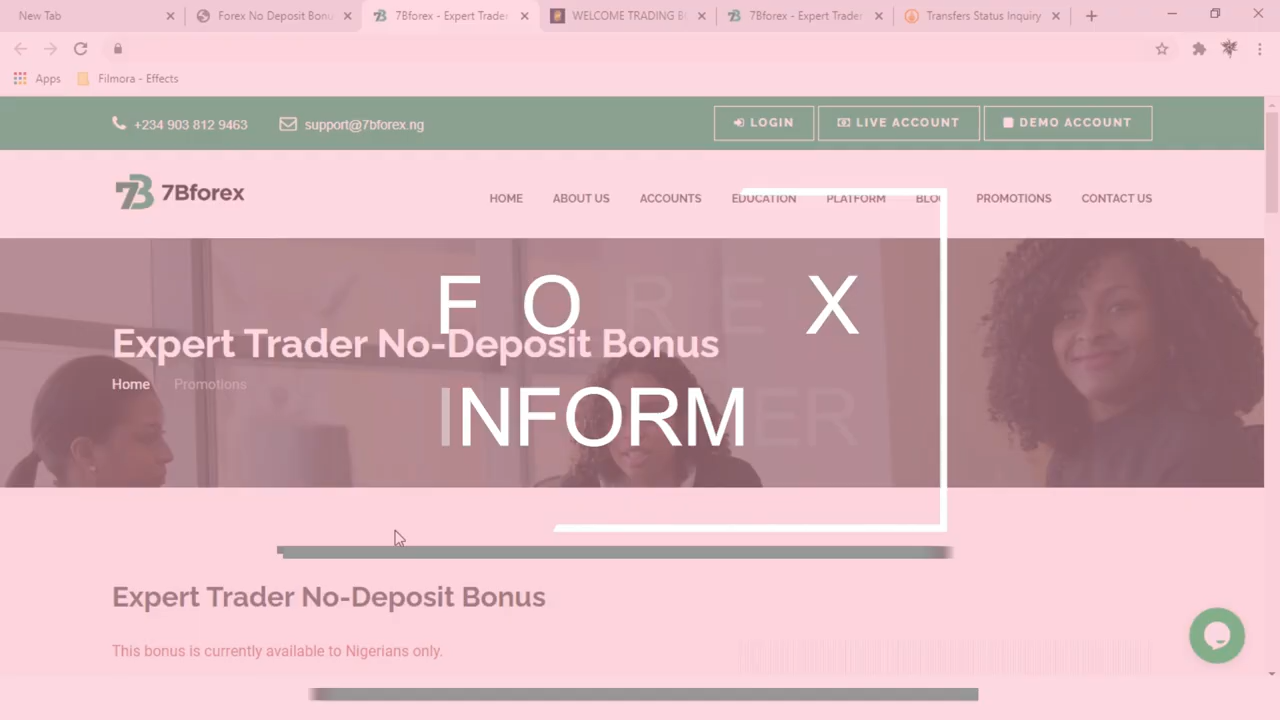 New Tab
Forex No Deposit Bonu
7Bforex - Expert Trader
WELCOME TRADING B
7Bforex - Expert Trader
Transfers Status Inquiry
Apps
Filmora - Effects
+234 903 812 9463
support@7bforex.ng
LOGIN
LIVE ACCOUNT
DEMO ACCOUNT
7Bforex
HOME
ABOUT US
ACCOUNTS
EDUCATION
PLATFORM
BLOG
PROMOTIONS
CONTACT US
FOREX
Expert Trader No-Deposit Bonus
Home
Promotions
INFORMER
Expert Trader No-Deposit Bonus
This bonus is currently available to Nigerians only.